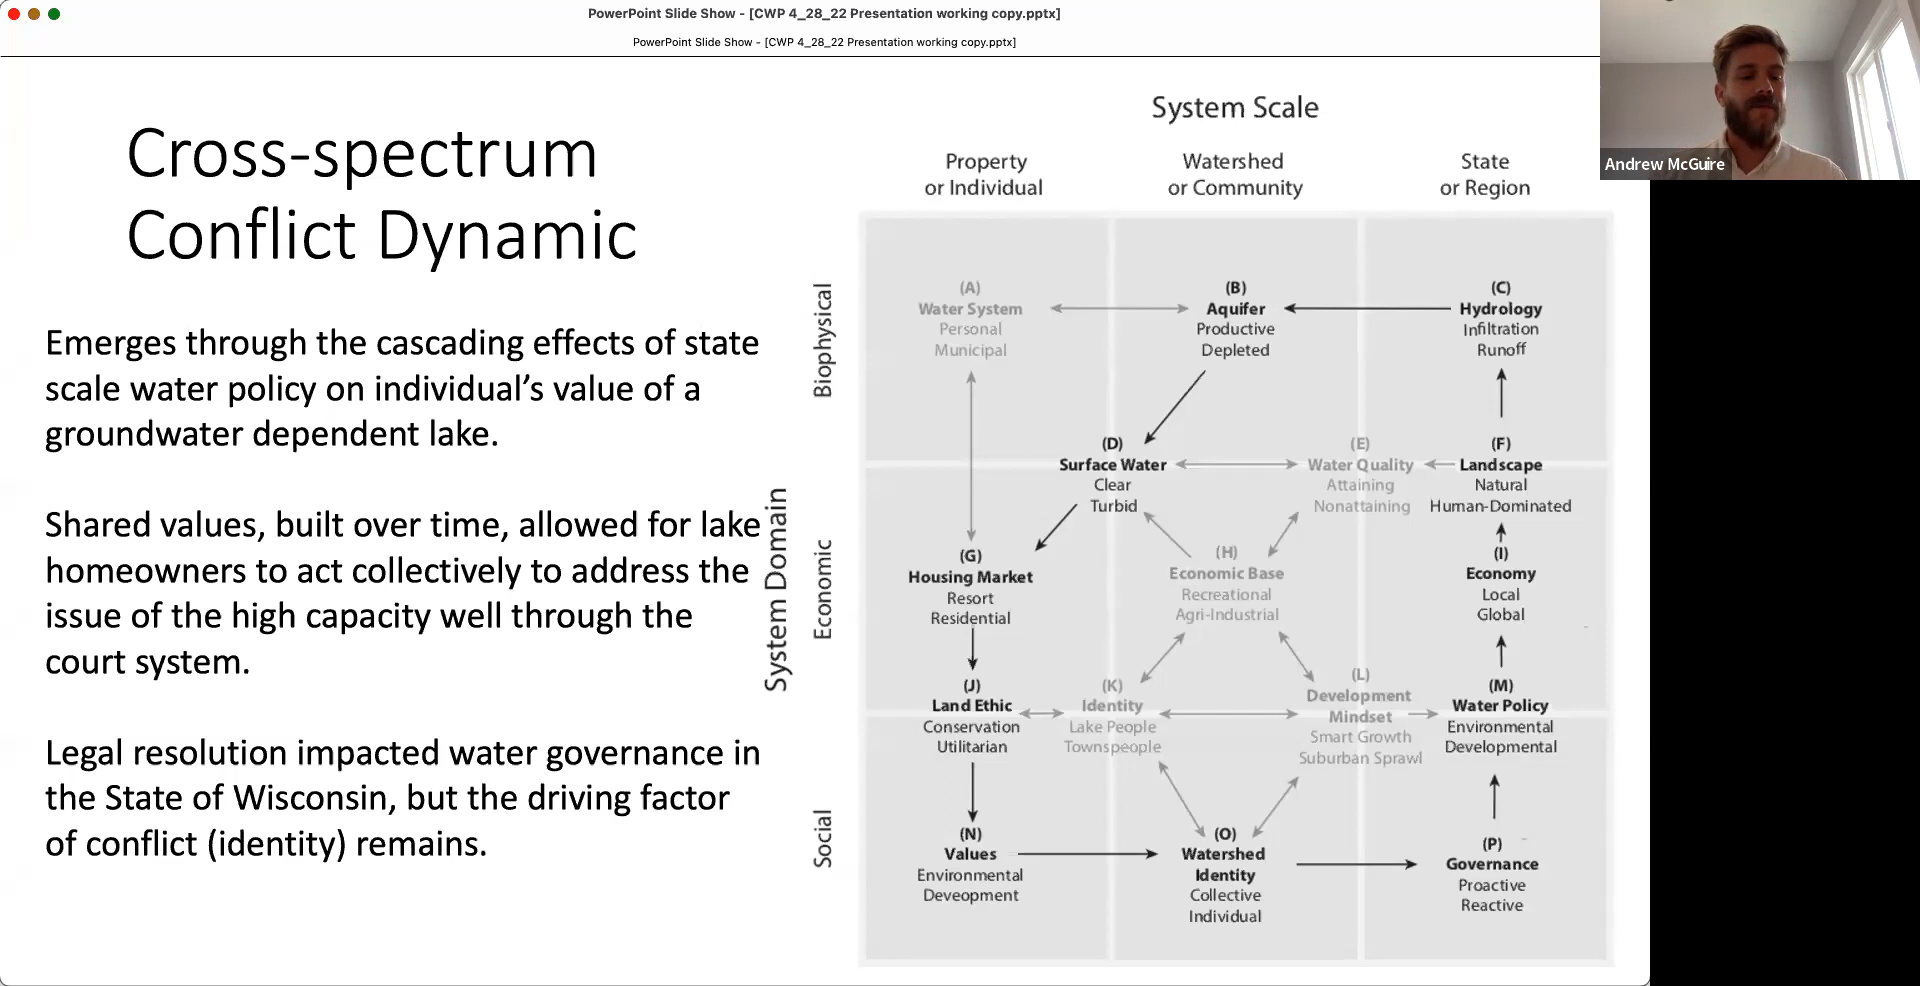 PowerPoint Slide Show - [CWP 4_28_22 Presentation working copy.pptx]
PowerPoint Slide Show - [CWP 4_28_22 Presentation working copy.pptx]
Andrew McGuire
Cross-spectrum
Conflict Dynamic
Emerges through the cascading effects of state
scale water policy on individual’s value of a
groundwater dependent lake.
Shared values, built over time, allowed for lake
homeowners to act collectively to address the
issue of the high capacity well through the
court system.
Legal resolution impacted water governance in
the State of Wisconsin, but the driving factor
of conflict (identity) remains.
System Scale
Property
or Individual
Watershed
or Community
State
or Region
System Domain
Biophysical
Economic
Social
(A)
Water System
Personal
Municipal
(B)
Aquifer
Productive
Depleted
(C)
Hydrology
Infiltration
Runoff
(D)
Surface Water
Clear
Turbid
(E)
Water Quality
Attaining
Nonattaining
(F)
Landscape
Natural
Human-Dominated
(G)
Housing Market
Resort
Residential
(H)
Economic Base
Recreational
Agri-Industrial
(I)
Economy
Local
Global
(J)
Land Ethic
Conservation
Utilitarian
(K)
Identity
Lake People
Townspeople
(L)
Development
Mindset
Smart Growth
Suburban Sprawl
(M)
Water Policy
Environmental
Developmental
(N)
Values
Environmental
Deveopment
(O)
Watershed
Identity
Collective
Individual
(P)
Governance
Proactive
Reactive